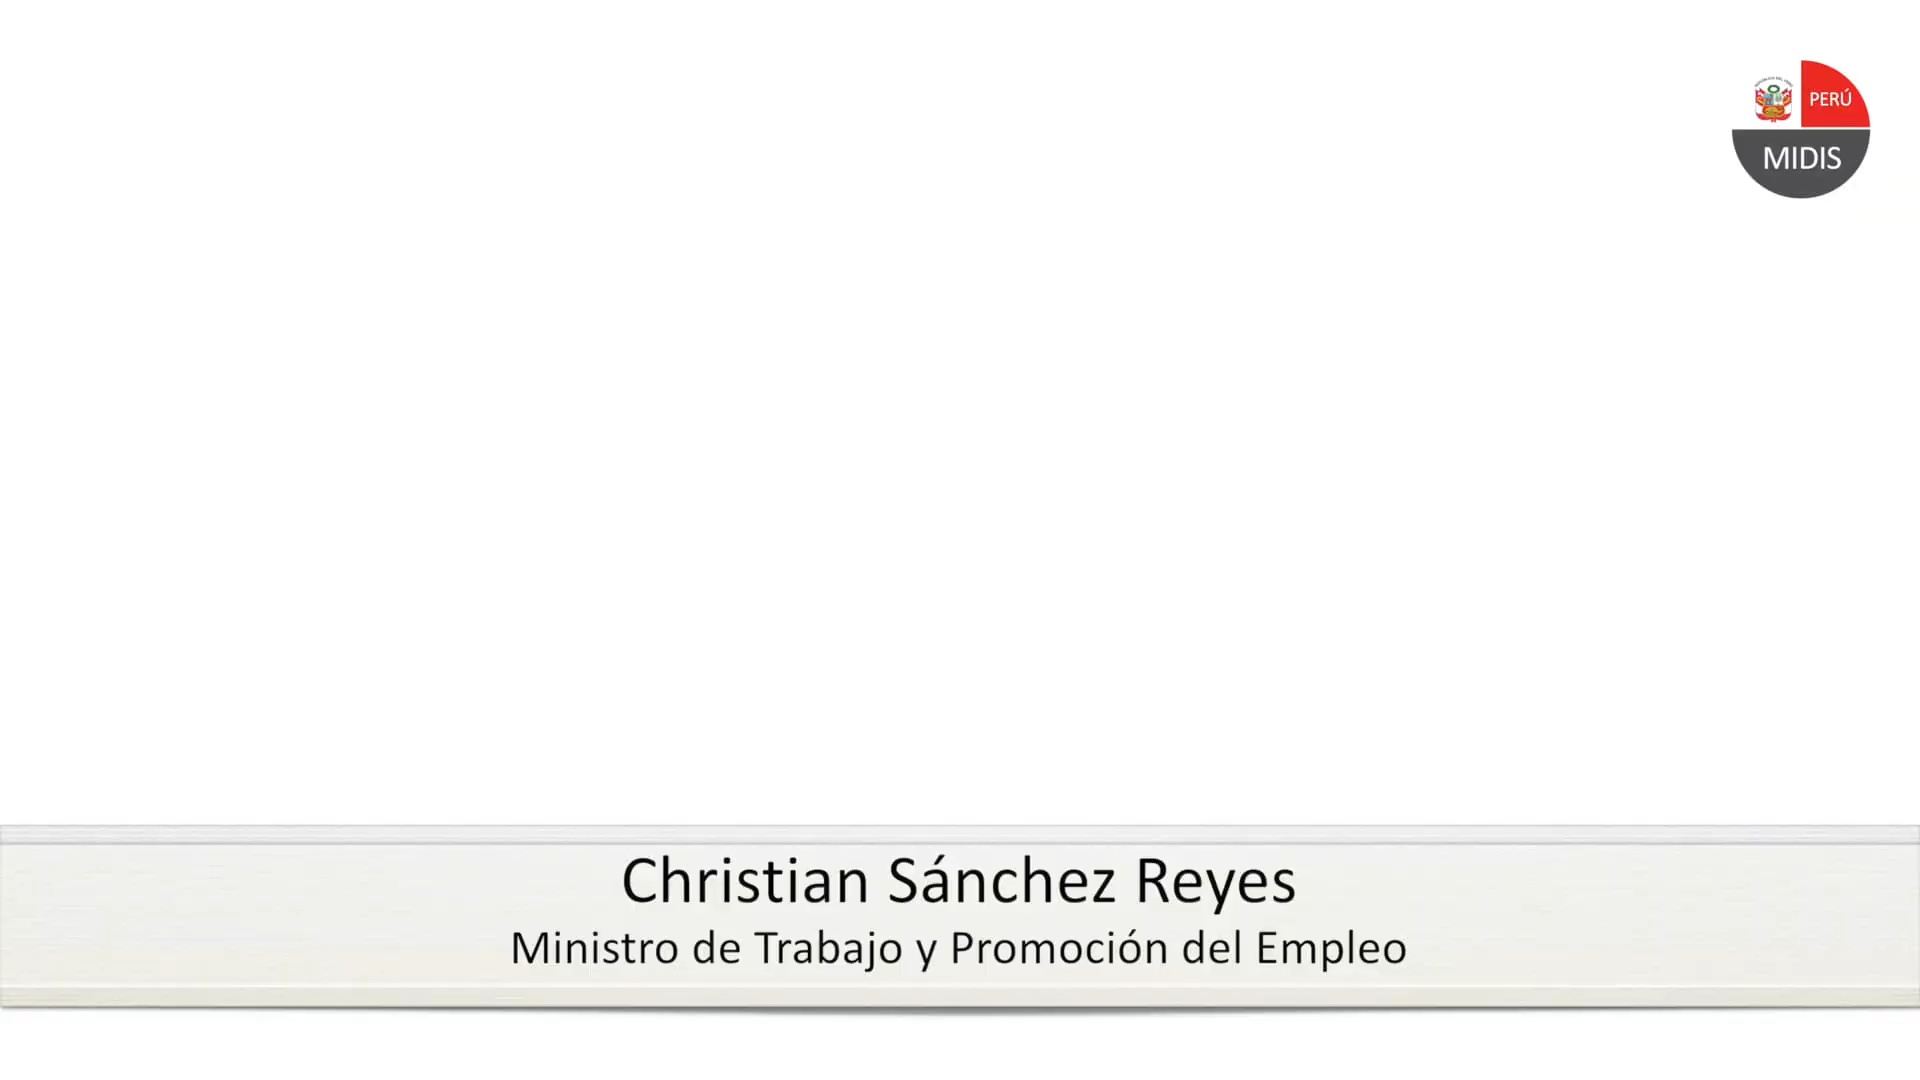 PERÚ
MIDIS
Christian Sánchez Reyes
Ministro de Trabajo y Promoción del Empleo